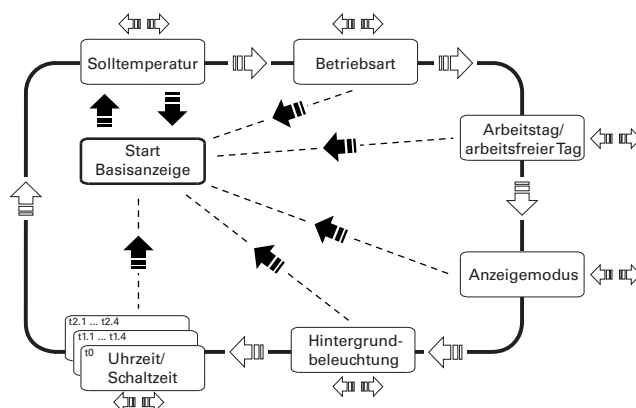 Solltemperatur
Betriebsart
Arbeitstag/
arbeitsfreier Tag
Start
Basisanzeige
Anzeigemodus
Hintergrund-
beleuchtung
t2.1 ... t2.4
t1.1 ... t1.4
t0
Uhrzeit/
Schaltzeit